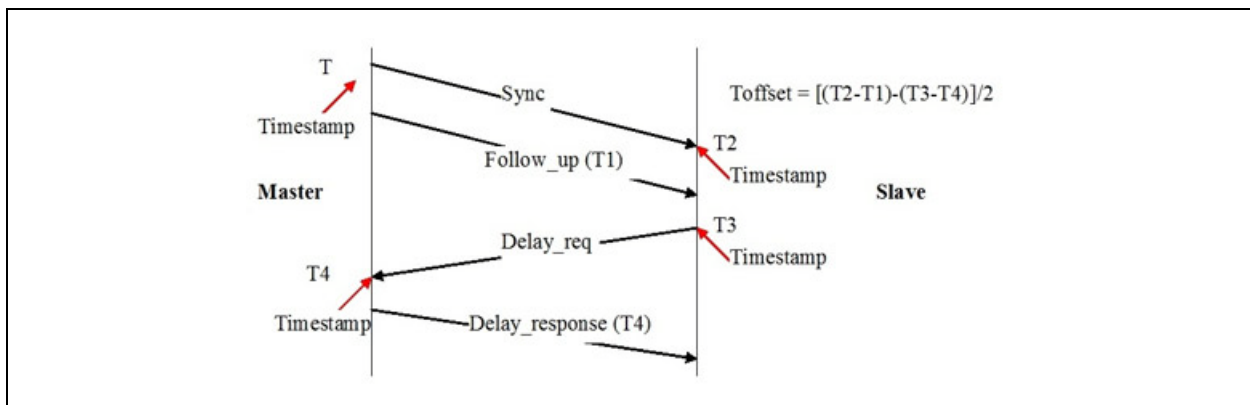 T
Sync
Toffset = [(T2-T1)-(T3-T4)]/2
Timestamp
T2
Follow_up (T1)
Timestamp
Master
Slave
T3
Delay_req
Timestamp
T4
Timestamp
Delay_response (T4)